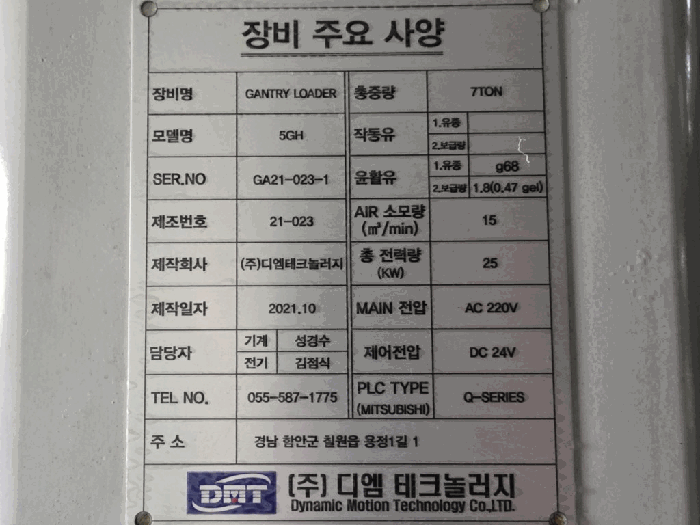 장비 주요 사양
장비명 GANTRY LOADER 총중량 7TON
모델명 5GH 작동유 1.유종
2.보급량
SER.NO GA21-023-1 윤활유 1.유종 g68
2.보급량 1.8(0.47 gel)
제조번호 21-023 AIR 소모량 (㎥/min) 15
제작회사 (주)디엠테크놀러지 총 전력량 (KW) 25
제작일자 2021.10 MAIN 전압 AC 220V
담당자 기계 성경수 제어전압 DC 24V
전기 김점식
TEL NO. 055-587-1775 PLC TYPE (MITSUBISHI) Q-SERIES
주 소 경남 함안군 칠원읍 용정1길 1
DMT (주) 디엠 테크놀러지
Dynamic Motion Technology Co.,LTD.